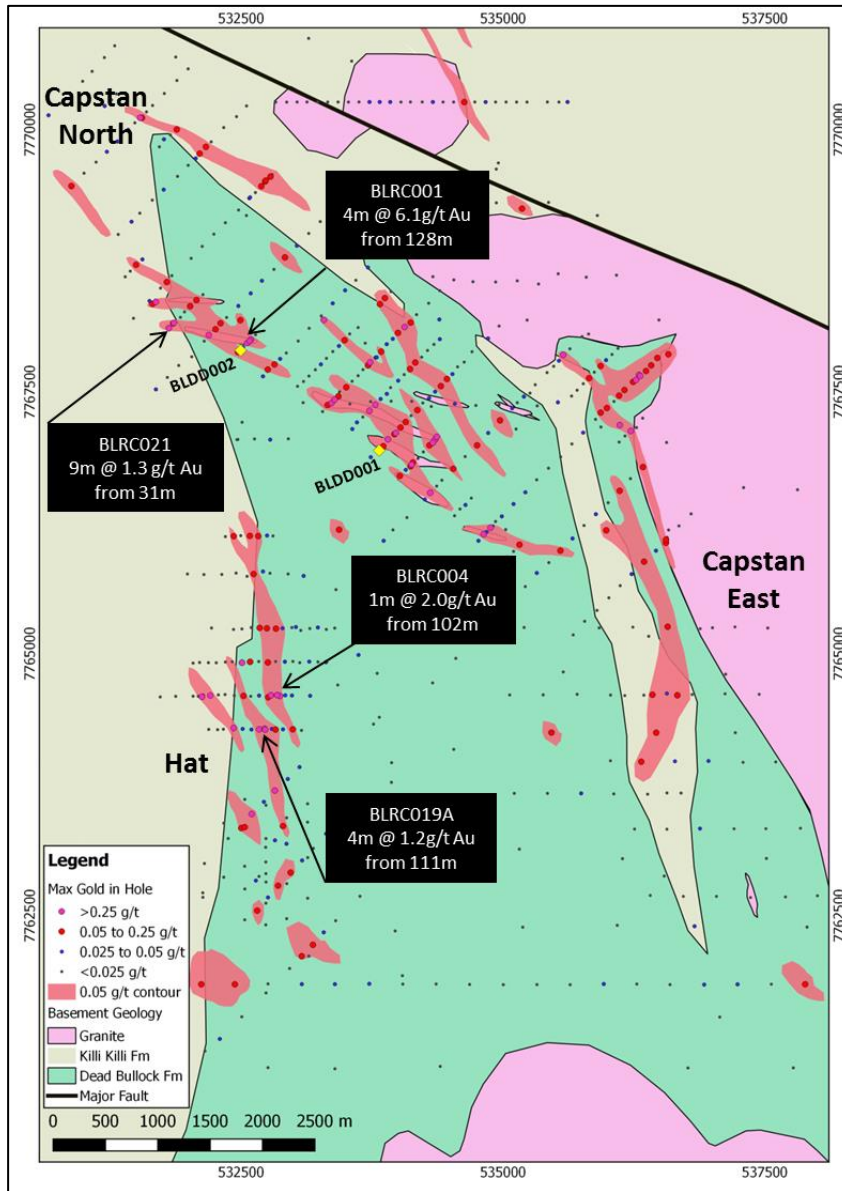 532500
535000
537500
7770000
7770000
Capstan
North
BLRC001
4m @ 6.1g/t Au
from 128m
BLDD002
7767500
7767500
BLRC021
9m @ 1.3 g/t Au
from 31m
BLDD001
BLRC004
1m @ 2.0g/t Au
from 102m
Capstan
East
7765000
7765000
Hat
BLRC019A
4m @ 1.2g/t Au
from 111m
7762500
7762500
Legend
Max Gold in Hole
>0.25 g/t
0.05 to 0.25 g/t
0.025 to 0.05 g/t
<0.025 g/t
0.05 g/t contour
Basement Geology
Granite
Killi Killi Fm
Dead Bullock Fm
Major Fault
0 500 1000 1500 2000 2500 m
532500
535000
537500